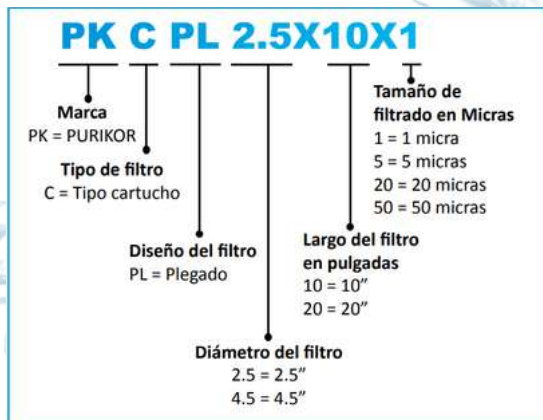 PK C PL 2.5X10X1
Marca
PK = PURIKOR
Tipo de filtro
C = Tipo cartucho
Diseño del filtro
PL = Plegado
Diámetro del filtro
2.5 = 2.5”
4.5 = 4.5”
Largo del filtro
en pulgadas
10 = 10”
20 = 20”
Tamaño de
filtrado en Micras
1 = 1 micra
5 = 5 micras
20 = 20 micras
50 = 50 micras